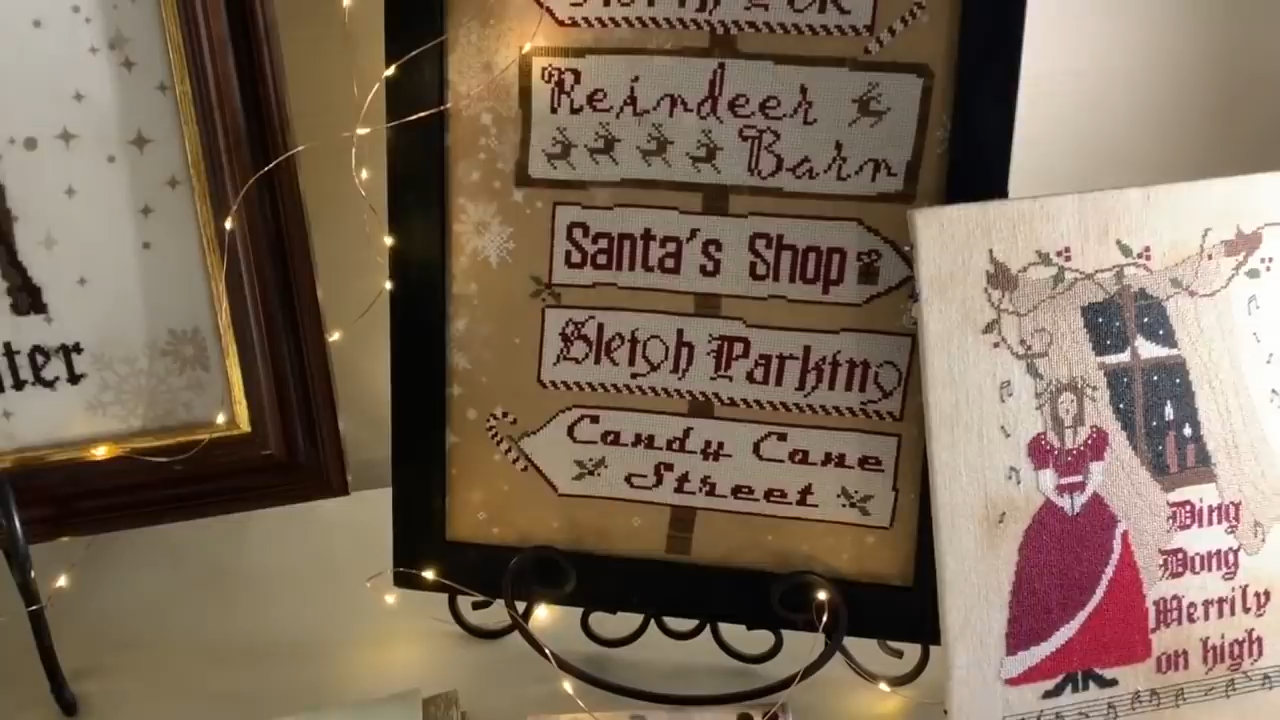 Reindeer
Barn
Santa's Shop
Sleigh Parking
Candy Cane
Street
Ding
Dong
Merrily
on high